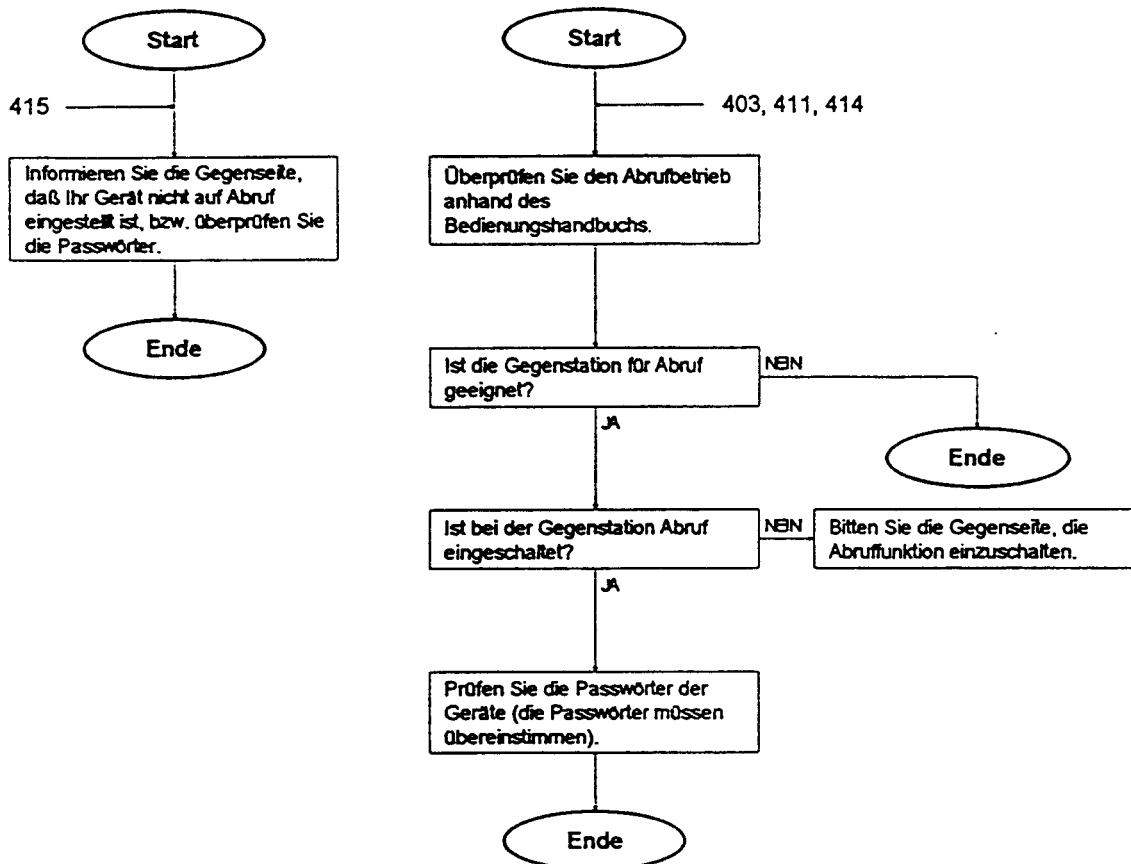 Start
415
Informieren Sie die Gegenseite,
daß Ihr Gerät nicht auf Abruf
eingestellt ist, bzw. überprüfen Sie
die Passwörter.
Ende
Start
403, 411, 414
Überprüfen Sie den Abrufbetrieb
anhand des
Bedienungshandbuchs.
Ist die Gegenstation für Abruf
geeignet?
NEIN
Ende
JA
Ist bei der Gegenstation Abruf
eingeschaltet?
NEIN
Bitten Sie die Gegenseite, die
Abruffunktion einzuschalten.
JA
Prüfen Sie die Passwörter der
Geräte (die Passwörter müssen
übereinstimmen).
Ende